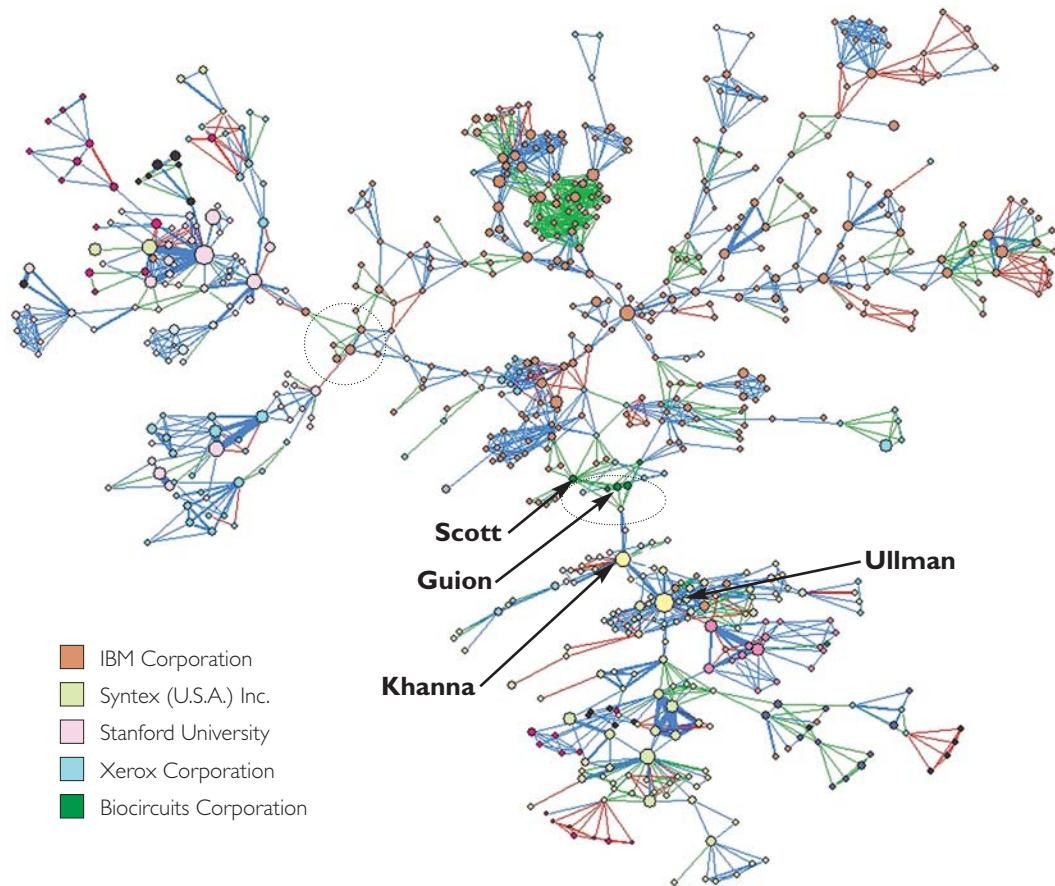 Scott
Guion
Ullman
Khanna
IBM Corporation
Syntex (U.S.A.) Inc.
Stanford University
Xerox Corporation
Biocircuits Corporation